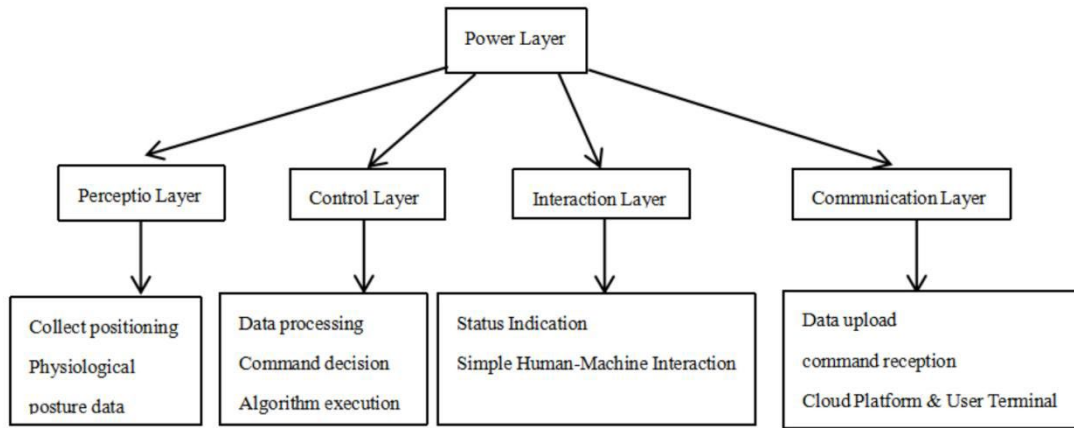 Power Layer
Perceptio Layer
Control Layer
Interaction Layer
Communication Layer
Collect positioning
Physiological
posture data
Data processing
Command decision
Algorithm execution
Status Indication
Simple Human-Machine Interaction
Data upload
command reception
Cloud Platform & User Terminal